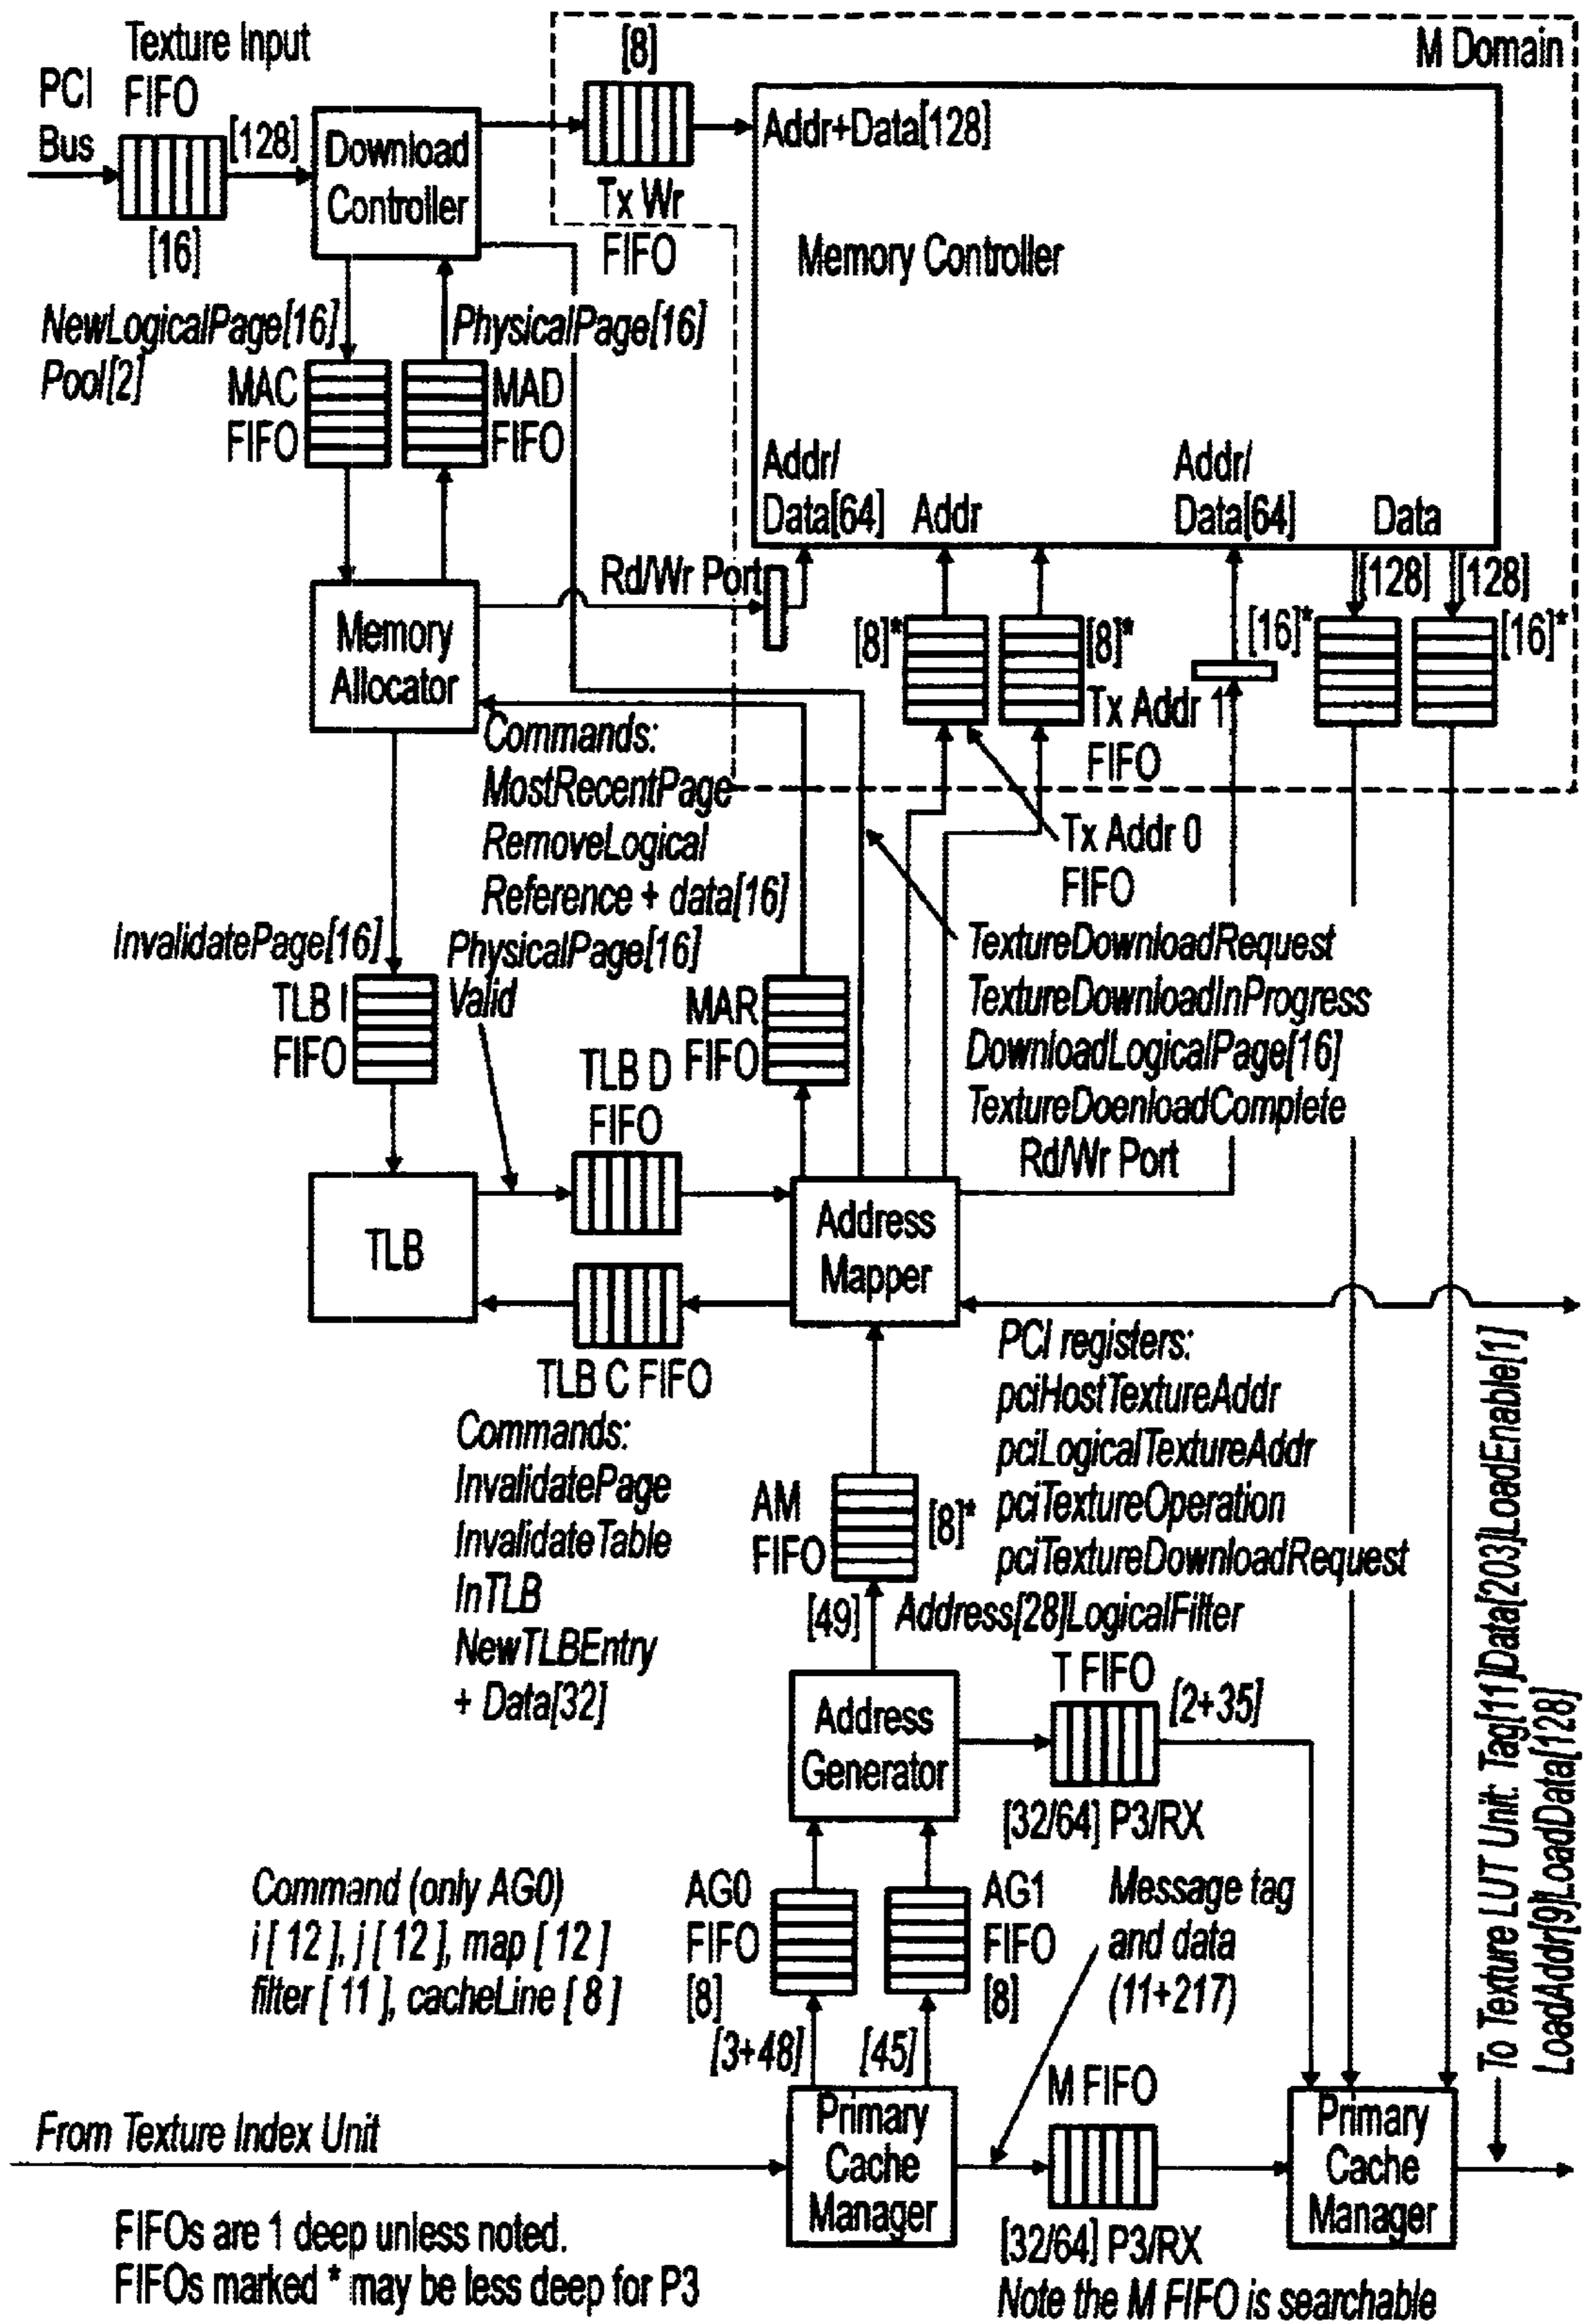 M Domain
Texture Input
FIFO
PCI
Bus
[128]
[16]
Download
Controller
[8]
Tx Wr
FIFO
Addr+Data[128]
Memory Controller
NewLogicalPage[16]
Pool[2]
PhysicalPage[16]
MAC
FIFO
MAD
FIFO
Addr/
Data[64]
Addr
Addr/
Data[64]
Data
Rd/Wr Port
[128]
[128]
[8]*
[8]*
[16]*
[16]*
Memory
Allocator
Tx Addr 1
FIFO
Commands:
MostRecentPage
RemoveLogical
Reference + data[16]
Tx Addr 0
FIFO
InvalidatePage[16]
PhysicalPage[16]
Valid
TextureDownloadRequest
TextureDownloadInProgress
DownloadLogicalPage[16]
TextureDoenloadComplete
TLB I
FIFO
MAR
FIFO
TLB D
FIFO
Rd/Wr Port
TLB
Address
Mapper
TLB C FIFO
Commands:
InvalidatePage
InvalidateTable
InTLB
NewTLBEntry
+ Data[32]
PCI registers:
pciHostTextureAddr
pciLogicalTextureAddr
pciTextureOperation
pciTextureDownloadRequest
AM
FIFO
[8]*
[49]
Address[28]LogicalFilter
T FIFO
[2+35]
Address
Generator
[32/64] P3/RX
To Texture LUT Unit: Tag[11]Data[203]LoadEnable[1]
LoadAddr[9]LoadData[128]
Command (only AG0)
i [ 12 ], j [ 12 ], map [ 12 ]
filter [ 11 ], cacheLine [ 8 ]
AG0
FIFO
[8]
AG1
FIFO
[8]
Message tag
and data
(11+217)
[3+48]
[45]
M FIFO
From Texture Index Unit
Primary
Cache
Manager
Primary
Cache
Manager
[32/64] P3/RX
Note the M FIFO is searchable
FIFOs are 1 deep unless noted.
FIFOs marked * may be less deep for P3